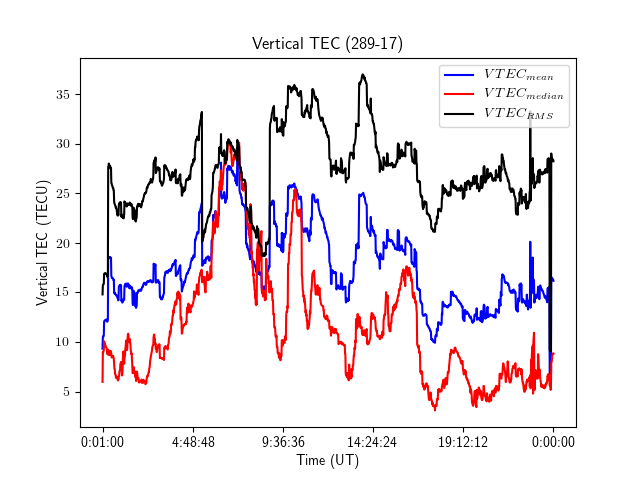 Vertical TEC (289-17)
VTEC_mean
VTEC_median
VTEC_RMS
Vertical TEC (TECU)
35
30
25
20
15
10
5
0:01:00 4:48:48 9:36:36 14:24:24 19:12:12 0:00:00
Time (UT)